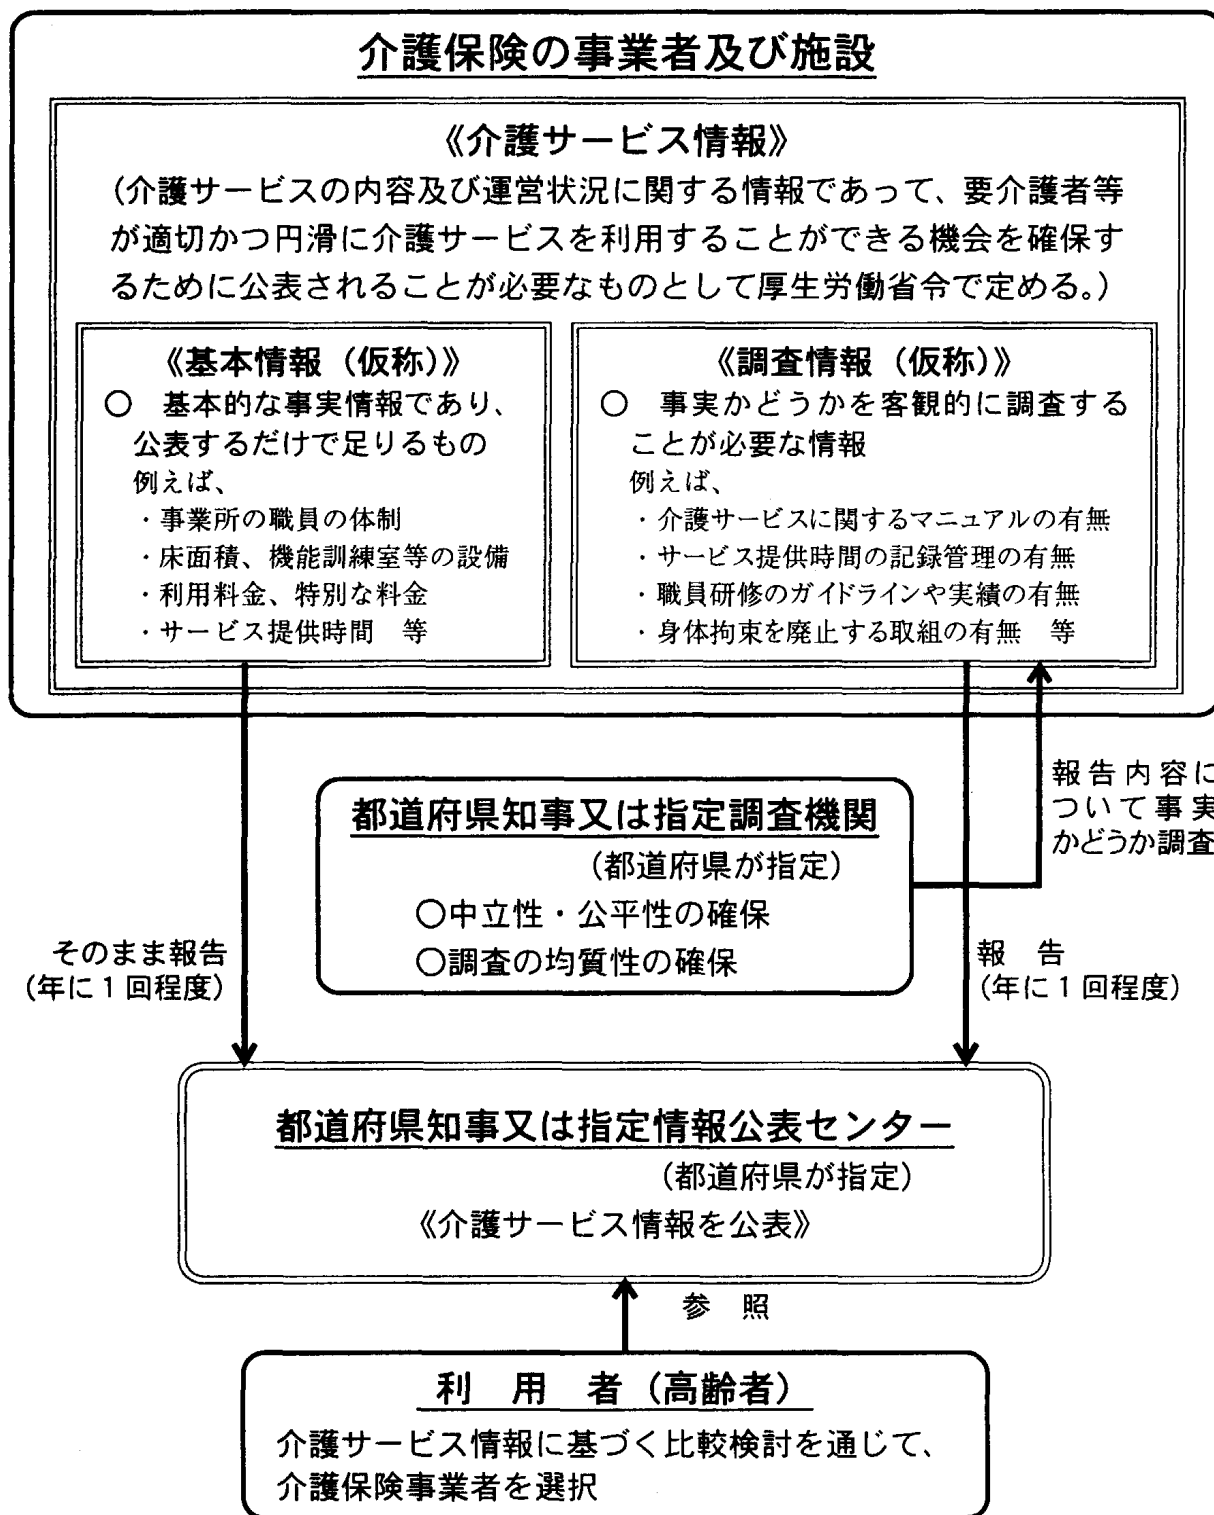 介護保険の事業者及び施設
《介護サービス情報》
(介護サービスの内容及び運営状況に関する情報であって、要介護者等
が適切かつ円滑に介護サービスを利用することができる機会を確保す
るために公表されることが必要なものとして厚生労働省令で定める。)
《基本情報（仮称）》
○　基本的な事実情報であり、
公表するだけで足りるもの
例えば、
・事業所の職員の体制
・床面積、機能訓練室等の設備
・利用料金、特別な料金
・サービス提供時間　等
《調査情報（仮称）》
○　事実かどうかを客観的に調査する
ことが必要な情報
例えば、
・介護サービスに関するマニュアルの有無
・サービス提供時間の記録管理の有無
・職員研修のガイドラインや実績の有無
・身体拘束を廃止する取組の有無　等
報告内容に
ついて事実
かどうか調査
都道府県知事又は指定調査機関
(都道府県が指定)
○中立性・公平性の確保
○調査の均質性の確保
そのまま報告
(年に１回程度)
報　告
(年に１回程度)
都道府県知事又は指定情報公表センター
(都道府県が指定)
《介護サービス情報を公表》
参　照
利　用　者（高齢者）
介護サービス情報に基づく比較検討を通じて、
介護保険事業者を選択